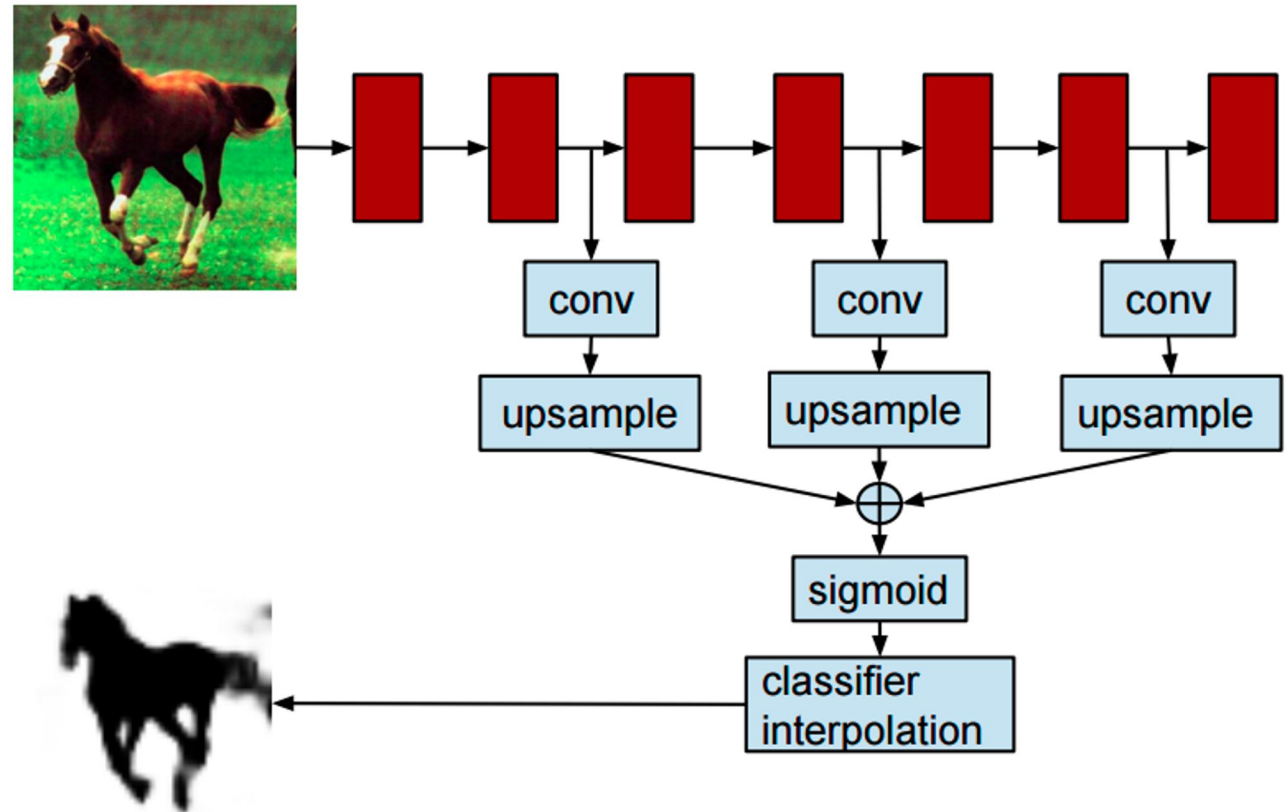 conv
conv
conv
upsample
upsample
upsample
sigmoid
classifier
interpolation